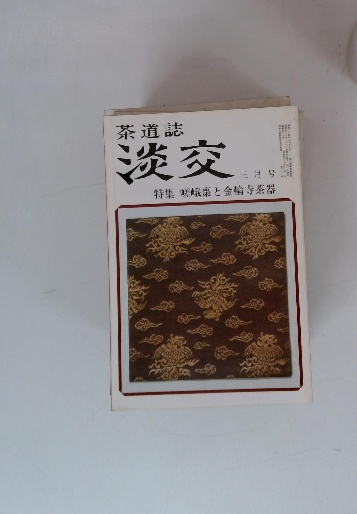 茶道誌
淡交
三月号
特集 嵯峨棗と金輪寺茶器